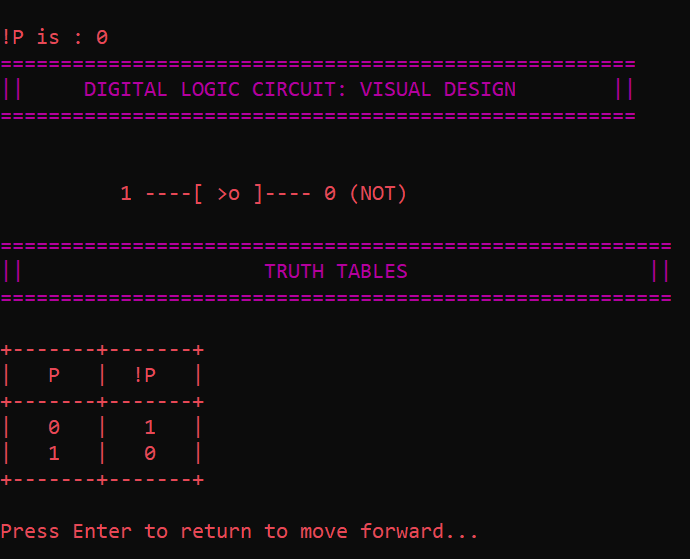 !P is : 0
=====================================================
||     DIGITAL LOGIC CIRCUIT: VISUAL DESIGN        ||
=====================================================
          1 ----[ >o ]---- 0 (NOT)
========================================================
||                    TRUTH TABLES                    ||
========================================================
+-------+-------+
|   P   |  !P   |
+-------+-------+
|   0   |   1   |
|   1   |   0   |
+-------+-------+
Press Enter to return to move forward...